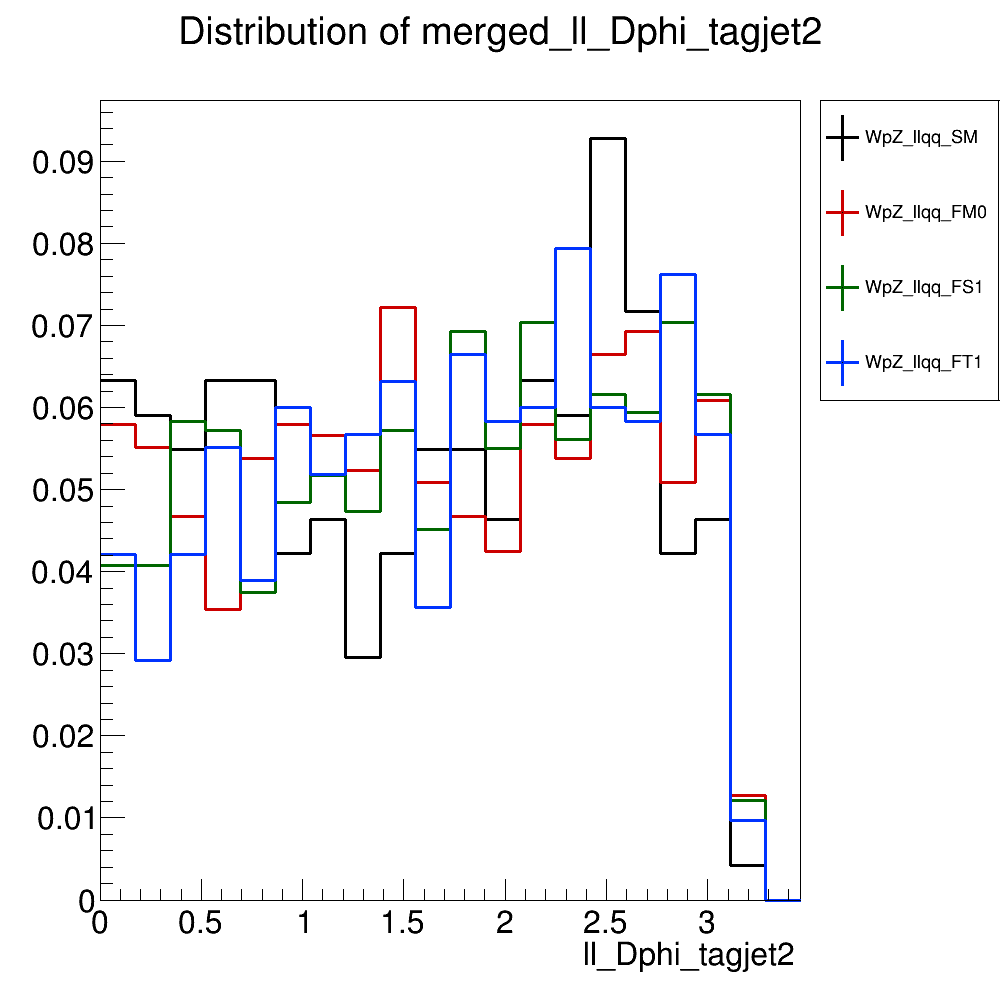 Distribution of merged_ll_Dphi_tagjet2
WpZ_llqq_SM
WpZ_llqq_FM0
WpZ_llqq_FS1
WpZ_llqq_FT1
0.09
0.08
0.07
0.06
0.05
0.04
0.03
0.02
0.01
0
0 0.5 1 1.5 2 2.5 3
ll_Dphi_tagjet2